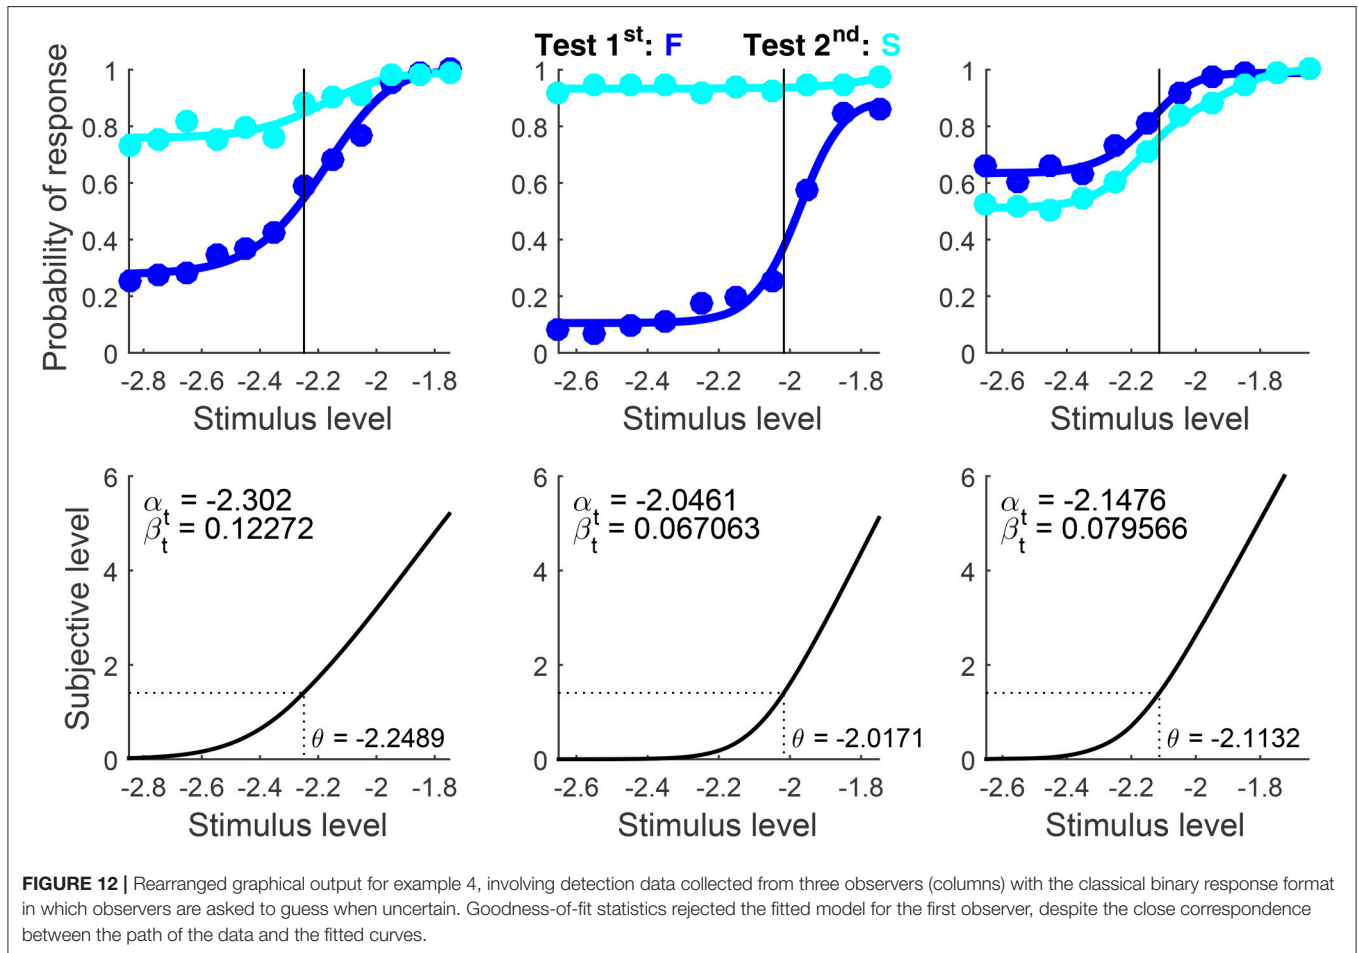 Test 1st: F Test 2nd: S
Probability of response
1
0.8
0.6
0.4
0.2
0
-2.8 -2.6 -2.4 -2.2 -2 -1.8
Stimulus level
1
0.8
0.6
0.4
0.2
0
-2.6 -2.4 -2.2 -2 -1.8
Stimulus level
1
0.8
0.6
0.4
0.2
0
-2.6 -2.4 -2.2 -2 -1.8
Stimulus level
Subjective level
6
4
2
0
αt = -2.302
βt = 0.12272
θ = -2.2489
-2.8 -2.6 -2.4 -2.2 -2 -1.8
Stimulus level
6
4
2
0
αt = -2.0461
βt = 0.067063
θ = -2.0171
-2.6 -2.4 -2.2 -2 -1.8
Stimulus level
6
4
2
0
αt = -2.1476
βt = 0.079566
θ = -2.1132
-2.6 -2.4 -2.2 -2 -1.8
Stimulus level
FIGURE 12 | Rearranged graphical output for example 4, involving detection data collected from three observers (columns) with the classical binary response format
in which observers are asked to guess when uncertain. Goodness-of-fit statistics rejected the fitted model for the first observer, despite the close correspondence
between the path of the data and the fitted curves.